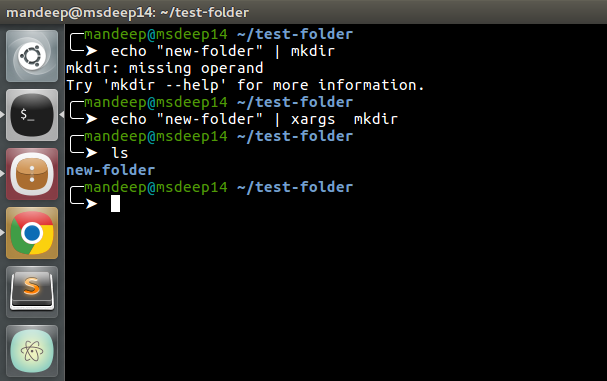 mandeep@msdeep14: ~/test-folder
mandeep@msdeep14 ~/test-folder
➤ echo "new-folder" | mkdir
mkdir: missing operand
Try 'mkdir --help' for more information.
mandeep@msdeep14 ~/test-folder
➤ echo "new-folder" | xargs  mkdir
mandeep@msdeep14 ~/test-folder
➤ ls
new-folder
mandeep@msdeep14 ~/test-folder
➤
$_
S